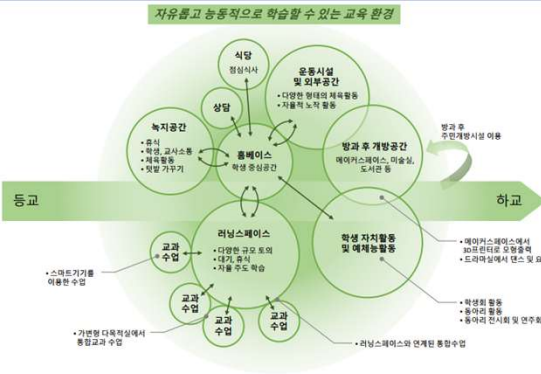 자유롭고 능동적으로 학습할 수 있는 교육 환경
식당
점심식사
상담
운동시설
및 외부공간
• 다양한 형태의 체육활동
• 자율적 노작 활동
녹지공간
• 휴식
• 학생, 교사소통
• 체육활동
• 텃밭 가꾸기
홈베이스
학생 중심공간
방과 후 개방공간
메이커스페이스, 미술실,
도서관 등
방과 후
주민개방시설 이용
등교
하교
러닝스페이스
• 다양한 규모 토의
• 대기, 휴식
• 자율 주도 학습
학생 자치활동
및 예체능활동
교과
수업
교과
수업
교과
수업
교과
수업
• 스마트기기를
이용한 수업
• 가변형 다목적실에서
통합교과 수업
• 러닝스페이스와 연계된 통합수업
• 메이커스페이스에서
3D프린터로 모형출력
• 드라마실에서 댄스 및 요
• 학생회 활동
• 동아리 활동
• 동아리 전시회 및 연주회